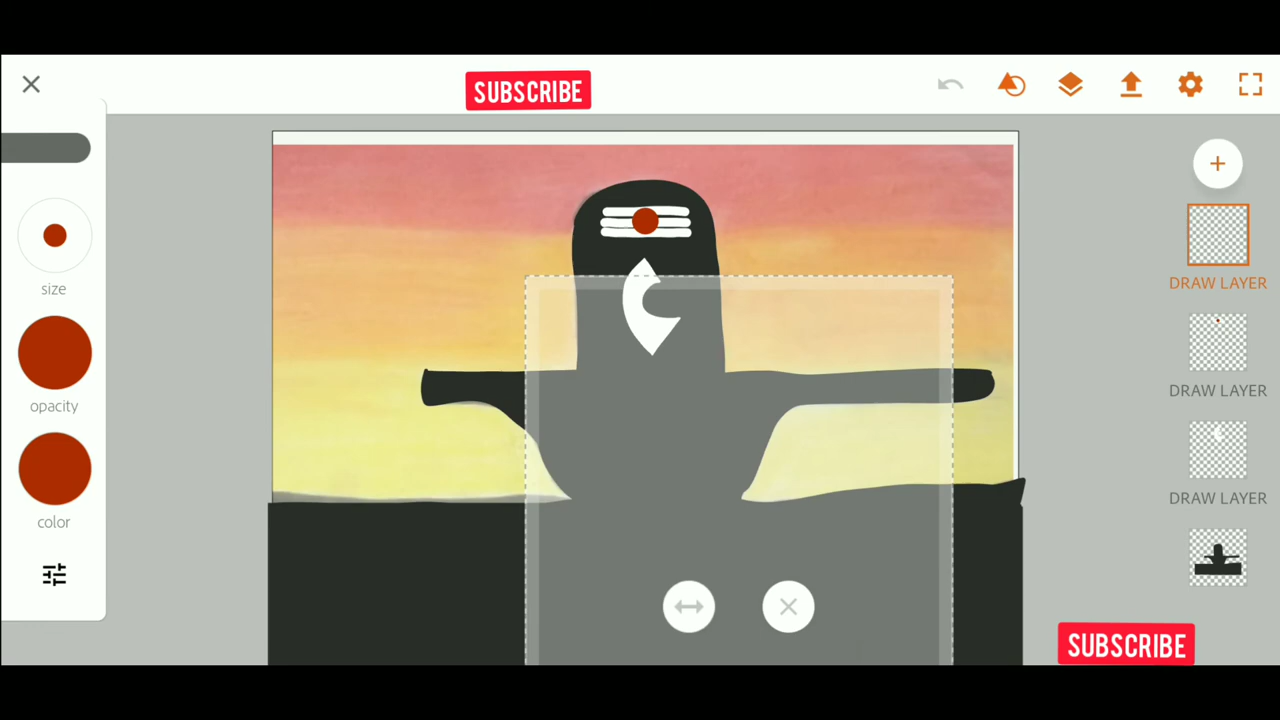 SUBSCRIBE
size
opacity
color
DRAW LAYER
DRAW LAYER
DRAW LAYER
SUBSCRIBE